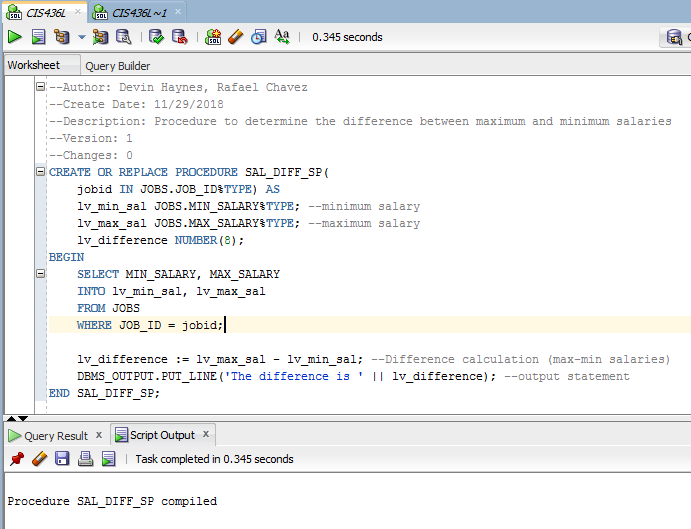 CIS436L × CIS436L~1 ×
0.345 seconds
Worksheet Query Builder
--Author: Devin Haynes, Rafael Chavez
--Create Date: 11/29/2018
--Description: Procedure to determine the difference between maximum and minimum salaries
--Version: 1
--Changes: 0
CREATE OR REPLACE PROCEDURE SAL_DIFF_SP(
jobid IN JOBS.JOB_ID%TYPE) AS
lv_min_sal JOBS.MIN_SALARY%TYPE; --minimum salary
lv_max_sal JOBS.MAX_SALARY%TYPE; --maximum salary
lv_difference NUMBER(8);
BEGIN
SELECT MIN_SALARY, MAX_SALARY
INTO lv_min_sal, lv_max_sal
FROM JOBS
WHERE JOB_ID = jobid;
lv_difference := lv_max_sal - lv_min_sal; --Difference calculation (max-min salaries)
DBMS_OUTPUT.PUT_LINE('The difference is ' || lv_difference); --output statement
END SAL_DIFF_SP;
Query Result x Script Output x
Task completed in 0.345 seconds
Procedure SAL_DIFF_SP compiled